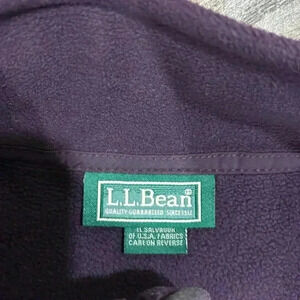 L.L.Bean®
QUALITY GUARANTEED SINCE 1912
EL SALVADOR
OF U.S.A. FABRICS
CARE ON REVERSE